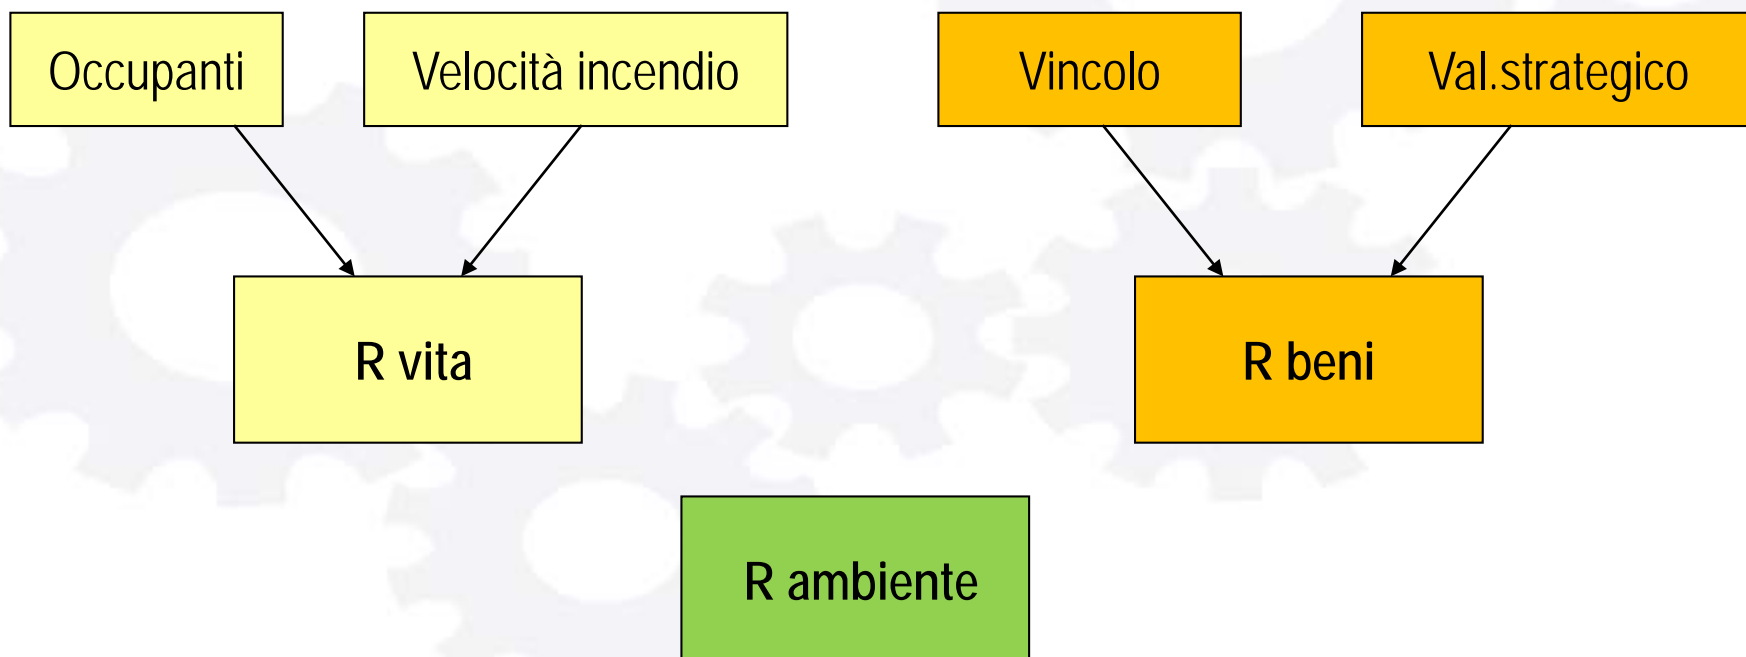 Occupanti
Velocità incendio
Vincolo
Val.strategico
R vita
R beni
R ambiente